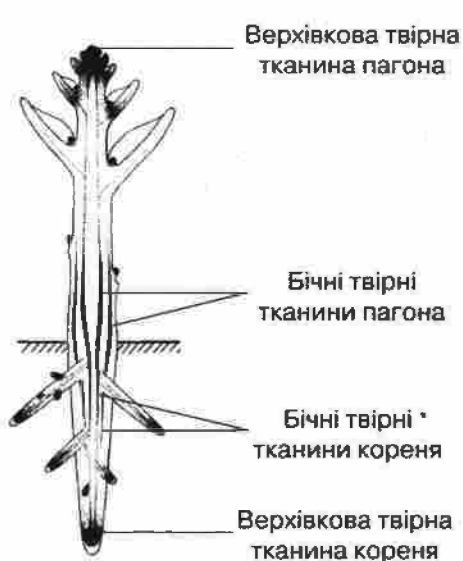 Верхівкова твірна
тканина пагона
Бічні твірні
тканини пагона
Бічні твірні
тканини кореня
Верхівкова твірна
тканина кореня